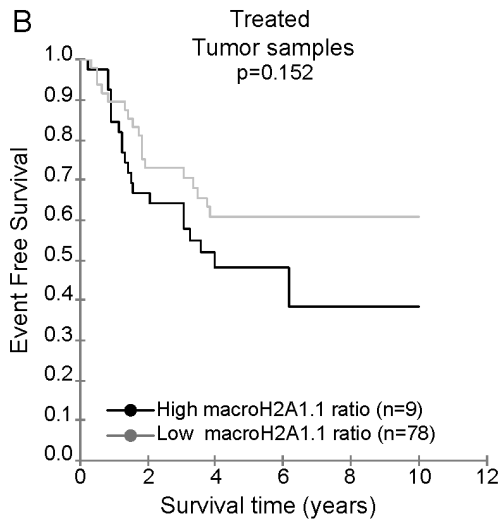 B
Treated
Tumor samples
p=0.152
1.0
0.9
0.8
0.7
0.6
0.5
0.4
0.3
0.2
0.1
0.0
Event Free Survival
High macroH2A1.1 ratio (n=9)
Low macroH2A1.1 ratio (n=78)
0 2 4 6 8 10 12
Survival time (years)